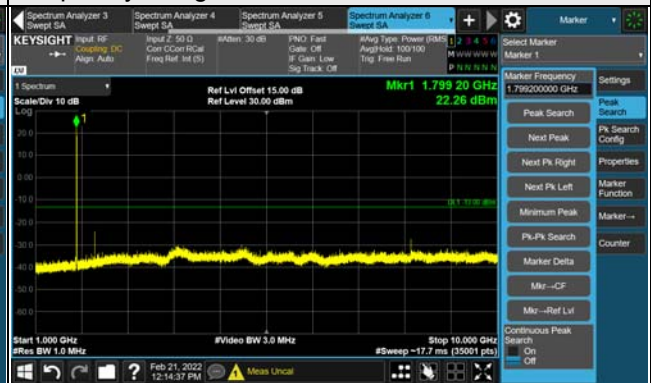 Spectrum Analyzer 3
Swept SA
Spectrum Analyzer 4
Swept SA
Spectrum Analyzer 5
Swept SA
Spectrum Analyzer 6
Swept SA
Marker
KEYSIGHT
Input: RF
Coupling: DC
Align: Auto
Input Z: 50 Ω
Corr CCorr RCal
Freq Ref: Int (S)
#Atten: 30 dB
PNO: Fast
Gate: Off
IF Gain: Low
Sig Track: Off
#Avg Type: Power (RMS
Avg|Hold: 100/100
Trig: Free Run
1 2 3 4 5 6
M W W W W W
P N N N N N
Select Marker
Marker 1
1 Spectrum
Scale/Div 10 dB
Log
Ref Lvl Offset 15.00 dB
Ref Level 30.00 dBm
Mkr1 1.799 20 GHz
22.26 dBm
1
20.0
10.0
0.00
-10.0
-20.0
-30.0
-40.0
-50.0
-60.0
Start 1.000 GHz
#Res BW 1.0 MHz
#Video BW 3.0 MHz
Stop 10.000 GHz
#Sweep ~17.7 ms (35001 pts)
Marker Frequency
1.799200000 GHz
Peak Search
Next Peak
Next Pk Right
Next Pk Left
Minimum Peak
Pk-Pk Search
Marker Delta
Mkr→CF
Mkr→Ref Lvl
Continuous Peak
Search
On
Off
Settings
Peak
Search
Pk Search
Config
Properties
Marker
Function
Marker→
Counter
Feb 21, 2022
12:14:37 PM
Meas Uncal